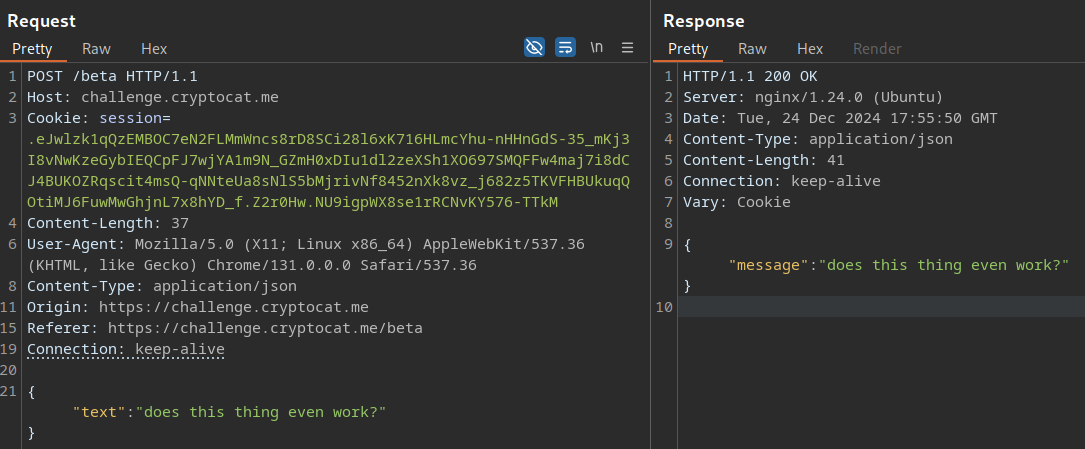 Request
Pretty Raw Hex \n
1 POST /beta HTTP/1.1
2 Host: challenge.cryptocat.me
3 Cookie: session=
.eJwlzk1qQzEMBOC7eN2FLMmWncs8rD8SCi28l6xK716HLmcYhu-nHHnGdS-35_mKj3
I8vNwKzeGybIEQCpFJ7wjYA1m9N_GZmH0xDIu1dl2zeXSh1XO697SMQFFw4maj7i8dC
J4BUKOZRqscit4msQ-qNNteUa8sNlS5bMjrivNf8452nXk8vz_j682z5TKVFHBUkuqQ
OtiMJ6FuwMwGhjnL7x8hYD_f.Z2r0Hw.NU9igpWX8se1rRCNvKY576-TTkM
4 Content-Length: 37
6 User-Agent: Mozilla/5.0 (X11; Linux x86_64) AppleWebKit/537.36
(KHTML, like Gecko) Chrome/131.0.0.0 Safari/537.36
8 Content-Type: application/json
11 Origin: https://challenge.cryptocat.me
15 Referer: https://challenge.cryptocat.me/beta
19 Connection: keep-alive
20
21 {
"text":"does this thing even work?"
}
Response
Pretty Raw Hex Render
1 HTTP/1.1 200 OK
2 Server: nginx/1.24.0 (Ubuntu)
3 Date: Tue, 24 Dec 2024 17:55:50 GMT
4 Content-Type: application/json
5 Content-Length: 41
6 Connection: keep-alive
7 Vary: Cookie
8
9 {
"message":"does this thing even work?"
}
10